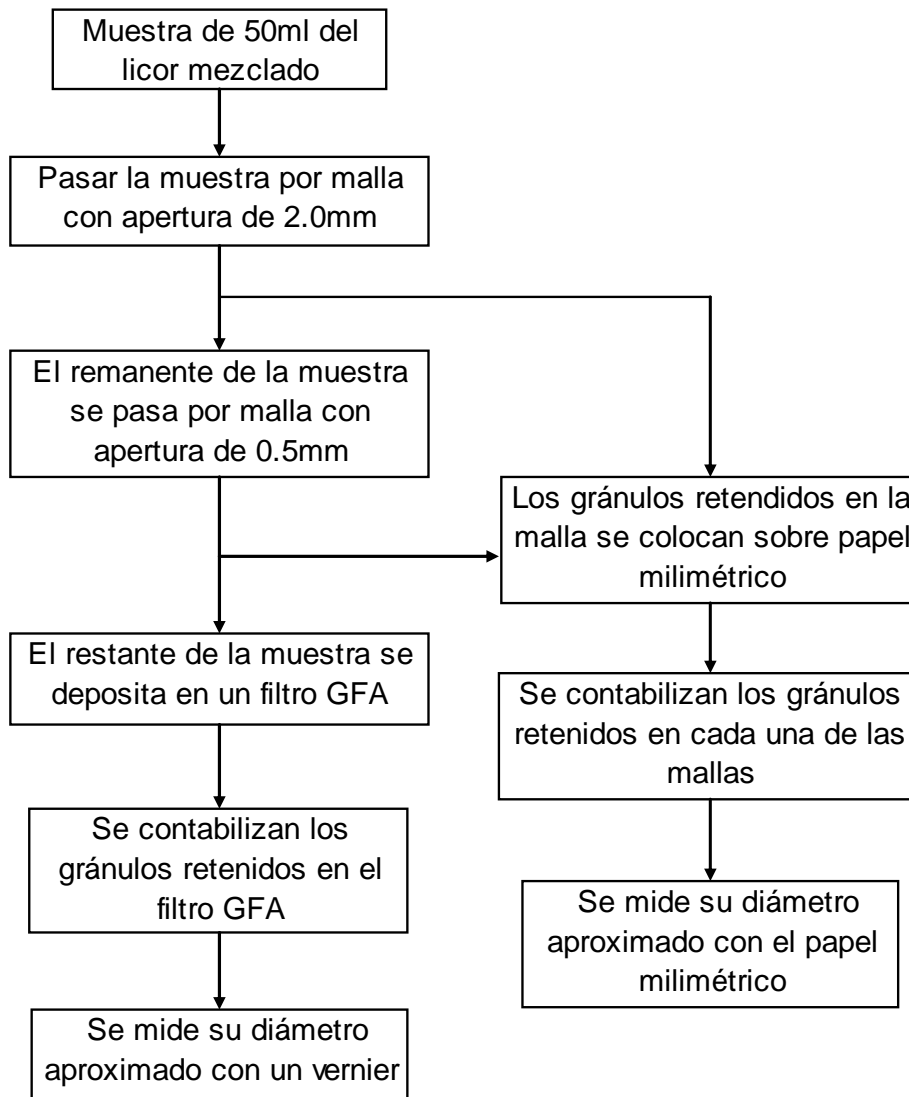 Muestra de 50ml del
licor mezclado
Pasar la muestra por malla
con apertura de 2.0mm
El remanente de la muestra
se pasa por malla con
apertura de 0.5mm
Los gránulos retendidos en la
malla se colocan sobre papel
milimétrico
El restante de la muestra se
deposita en un filtro GFA
Se contabilizan los gránulos
retenidos en cada una de las
mallas
Se contabilizan los
gránulos retenidos en el
filtro GFA
Se mide su diámetro
aproximado con el papel
milimétrico
Se mide su diámetro
aproximado con un vernier